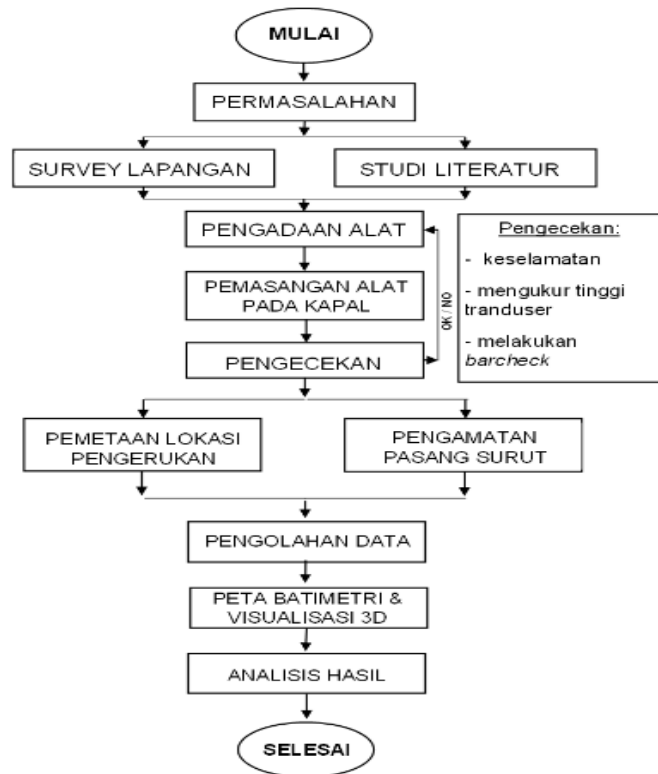 MULAI
PERMASALAHAN
SURVEY LAPANGAN
STUDI LITERATUR
PENGADAAN ALAT
PEMASANGAN ALAT
PADA KAPAL
PENGECEKAN
OK / NO
Pengecekan:
- keselamatan
- mengukur tinggi
tranduser
- melakukan
barcheck
PEMETAAN LOKASI
PENGERUKAN
PENGAMATAN
PASANG SURUT
PENGOLAHAN DATA
PETA BATIMETRI &
VISUALISASI 3D
ANALISIS HASIL
SELESAI